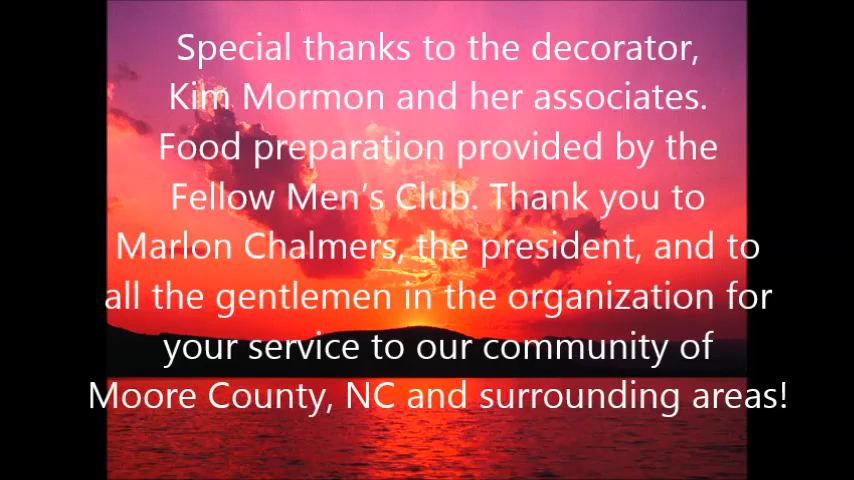 Special thanks to the decorator,
Kim Mormon and her associates.
Food preparation provided by the
Fellow Men's Club. Thank you to
Marlon Chalmers, the president, and to
all the gentlemen in the organization for
your service to our community of
Moore County, NC and surrounding areas!